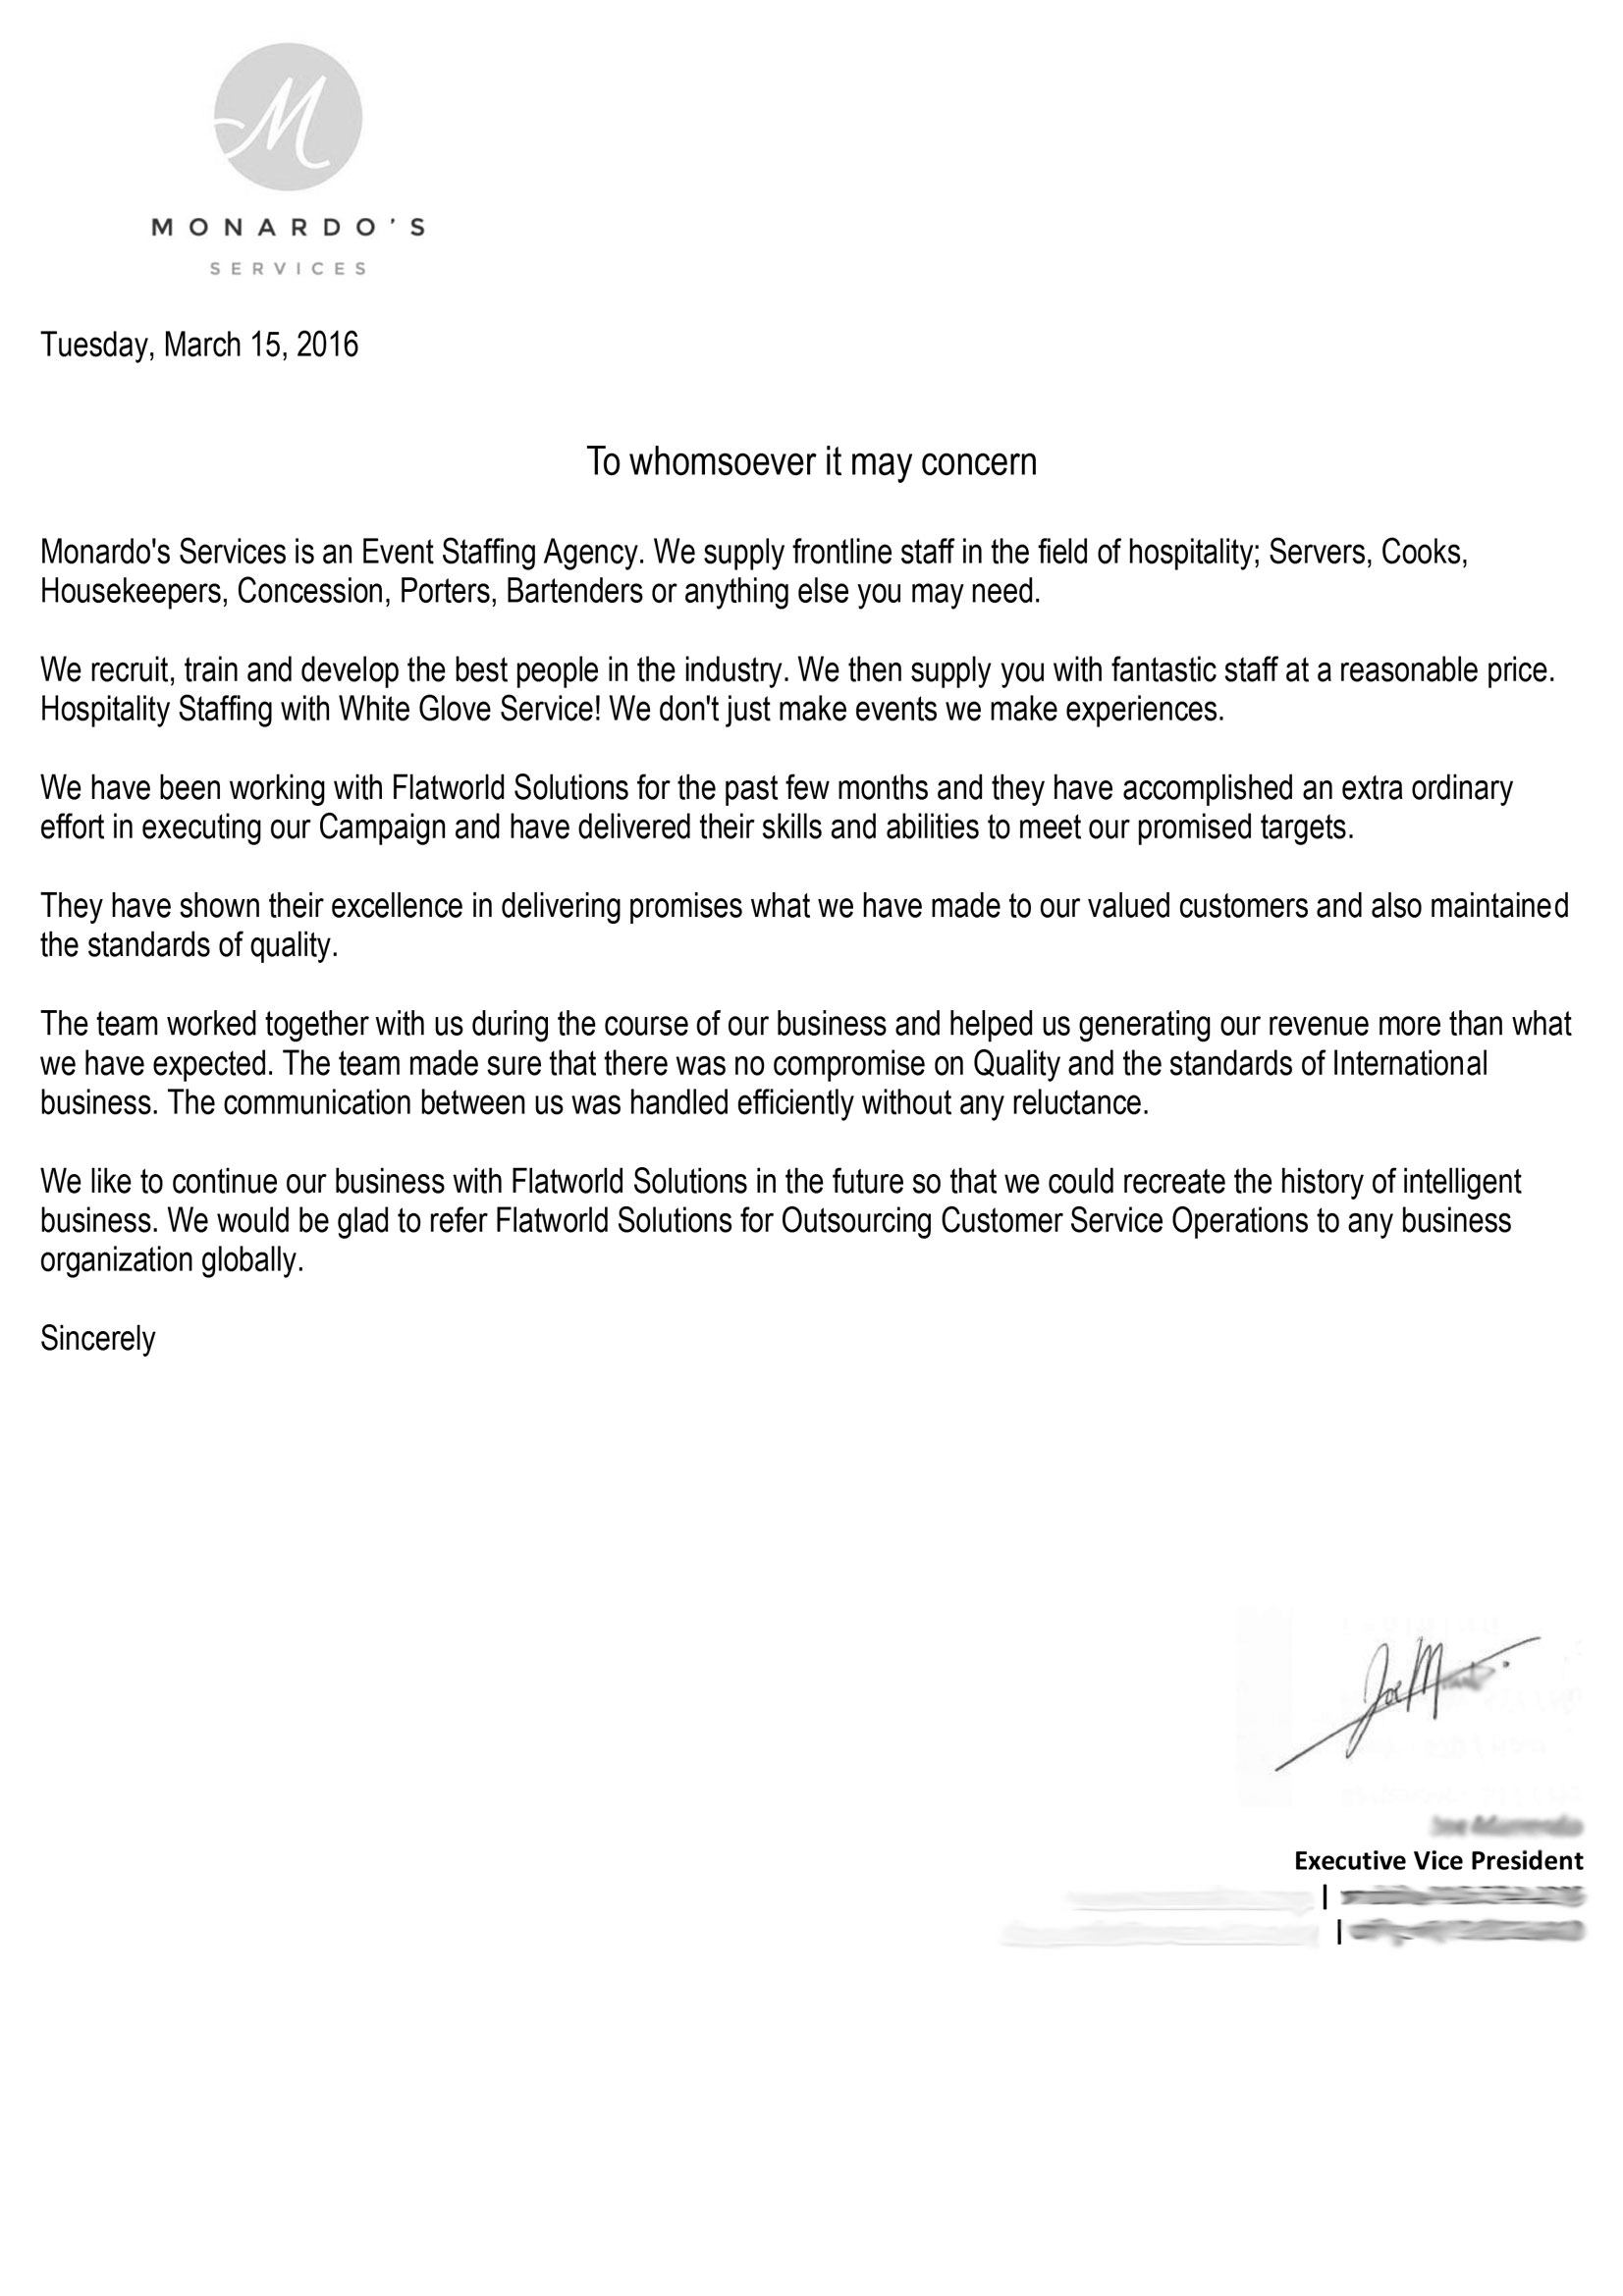 M
MONARDO'S
SERVICES
Tuesday, March 15, 2016
To whomsoever it may concern
Monardo's Services is an Event Staffing Agency. We supply frontline staff in the field of hospitality; Servers, Cooks,
Housekeepers, Concession, Porters, Bartenders or anything else you may need.
We recruit, train and develop the best people in the industry. We then supply you with fantastic staff at a reasonable price.
Hospitality Staffing with White Glove Service! We don't just make events we make experiences.
We have been working with Flatworld Solutions for the past few months and they have accomplished an extra ordinary
effort in executing our Campaign and have delivered their skills and abilities to meet our promised targets.
They have shown their excellence in delivering promises what we have made to our valued customers and also maintained
the standards of quality.
The team worked together with us during the course of our business and helped us generating our revenue more than what
we have expected. The team made sure that there was no compromise on Quality and the standards of International
business. The communication between us was handled efficiently without any reluctance.
We like to continue our business with Flatworld Solutions in the future so that we could recreate the history of intelligent
business. We would be glad to refer Flatworld Solutions for Outsourcing Customer Service Operations to any business
organization globally.
Sincerely
Joe
Executive Vice President
|
|